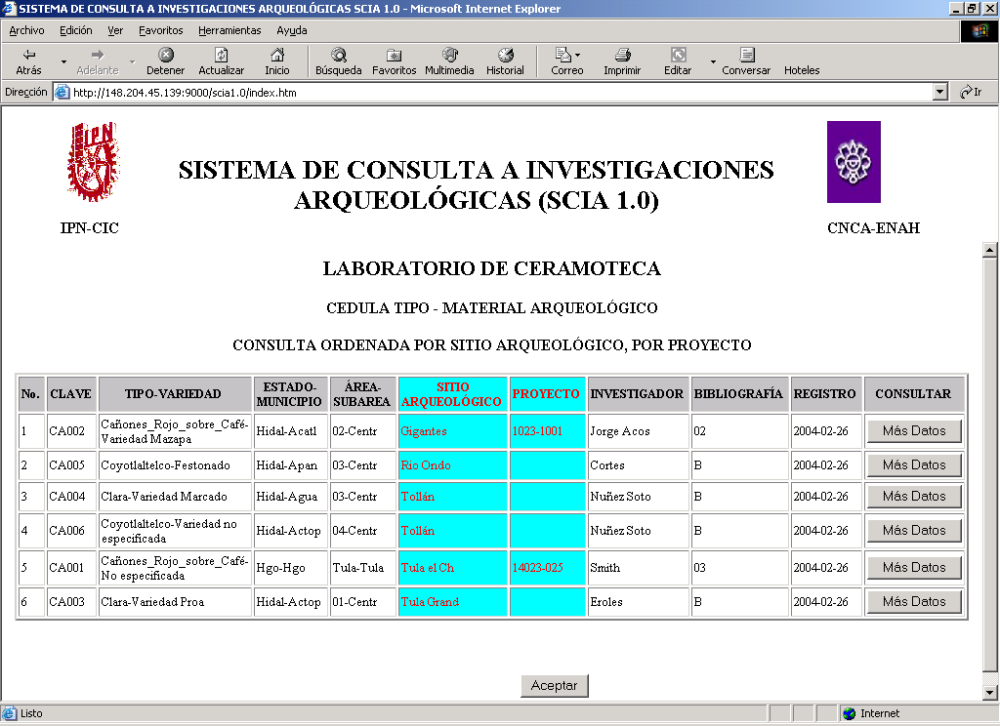 SISTEMA DE CONSULTA A INVESTIGACIONES ARQUEOLÓGICAS SCIA 1.0 - Microsoft Internet Explorer
Archivo Edición Ver Favoritos Herramientas Ayuda
Atrás Adelante Detener Actualizar Inicio Búsqueda Favoritos Multimedia Historial Correo Imprimir Editar Conversar Hoteles
Dirección http://148.204.45.139:9000/scia1.0/index.htm Ir
IPN
SISTEMA DE CONSULTA A INVESTIGACIONES
ARQUEOLÓGICAS (SCIA 1.0)
IPN-CIC CNCA-ENAH
LABORATORIO DE CERAMOTECA
CEDULA TIPO - MATERIAL ARQUEOLÓGICO
CONSULTA ORDENADA POR SITIO ARQUEOLÓGICO, POR PROYECTO
No. CLAVE TIPO-VARIEDAD ESTADO-MUNICIPIO ÁREA-SUBAREA SITIO ARQUEOLÓGICO PROYECTO INVESTIGADOR BIBLIOGRAFÍA REGISTRO CONSULTAR
1 CA002 Cañones_Rojo_sobre_Café-Variedad Mazapa Hidal-Acatl 02-Centr Gigantes 1023-1001 Jorge Acos 02 2004-02-26 Más Datos
2 CA005 Coyotlaltelco-Festonado Hidal-Apan 03-Centr Rio Ondo Cortes B 2004-02-26 Más Datos
3 CA004 Clara-Variedad Marcado Hidal-Agua 03-Centr Tollán Nuñez Soto B 2004-02-26 Más Datos
4 CA006 Coyotlaltelco-Variedad no especificada Hidal-Actop 04-Centr Tollán Nuñez Soto B 2004-02-26 Más Datos
5 CA001 Cañones_Rojo_sobre_Café-No especificada Hgo-Hgo Tula-Tula Tula el Ch 14023-025 Smith 03 2004-02-26 Más Datos
6 CA003 Clara-Variedad Proa Hidal-Actop 01-Centr Tula Grand Eroles B 2004-02-26 Más Datos
Aceptar
Listo Internet